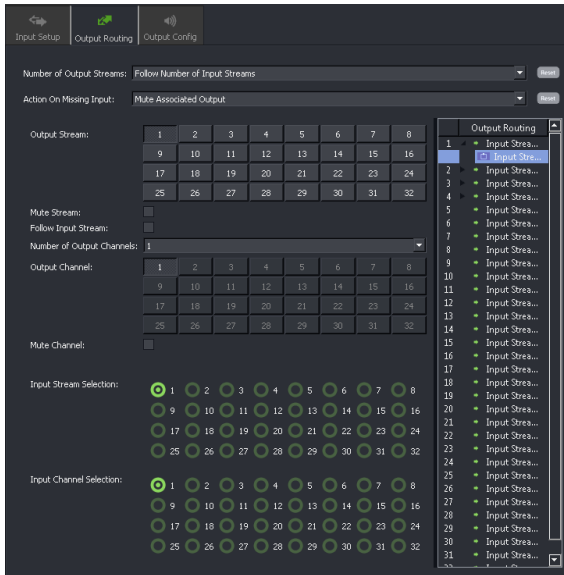 Input Setup Output Routing Output Config
Number of Output Streams: Follow Number of Input Streams Reset
Action On Missing Input: Mute Associated Output Reset
Output Stream: 1 2 3 4 5 6 7 8
9 10 11 12 13 14 15 16
17 18 19 20 21 22 23 24
25 26 27 28 29 30 31 32
Mute Stream:
Follow Input Stream:
Number of Output Channels: 1
Output Channel: 1 2 3 4 5 6 7 8
9 10 11 12 13 14 15 16
17 18 19 20 21 22 23 24
25 26 27 28 29 30 31 32
Mute Channel:
Input Stream Selection: 1 2 3 4 5 6 7 8
9 10 11 12 13 14 15 16
17 18 19 20 21 22 23 24
25 26 27 28 29 30 31 32
Input Channel Selection: 1 2 3 4 5 6 7 8
9 10 11 12 13 14 15 16
17 18 19 20 21 22 23 24
25 26 27 28 29 30 31 32
Output Routing
1 Input Strea...
Input Stre...
2 Input Strea...
3 Input Strea...
4 Input Strea...
5 Input Strea...
6 Input Strea...
7 Input Strea...
8 Input Strea...
9 Input Strea...
10 Input Strea...
11 Input Strea...
12 Input Strea...
13 Input Strea...
14 Input Strea...
15 Input Strea...
16 Input Strea...
17 Input Strea...
18 Input Strea...
19 Input Strea...
20 Input Strea...
21 Input Strea...
22 Input Strea...
23 Input Strea...
24 Input Strea...
25 Input Strea...
26 Input Strea...
27 Input Strea...
28 Input Strea...
29 Input Strea...
30 Input Strea...
31 Input Strea...